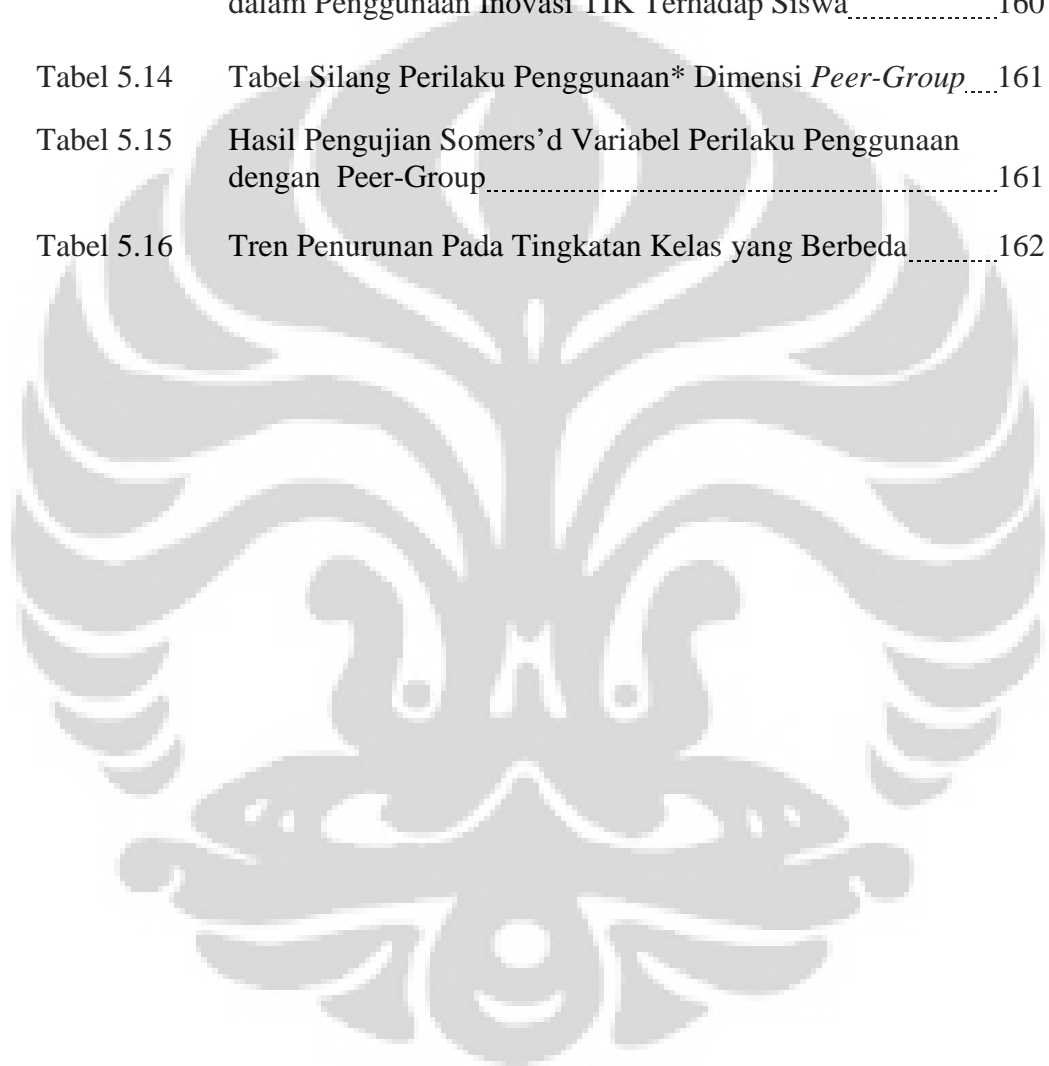 dalam Penggunaan Inovasi TIK Terhadap Siswa 160
Tabel 5.14 Tabel Silang Perilaku Penggunaan* Dimensi Peer-Group 161
Tabel 5.15 Hasil Pengujian Somers’d Variabel Perilaku Penggunaan
dengan Peer-Group 161
Tabel 5.16 Tren Penurunan Pada Tingkatan Kelas yang Berbeda 162